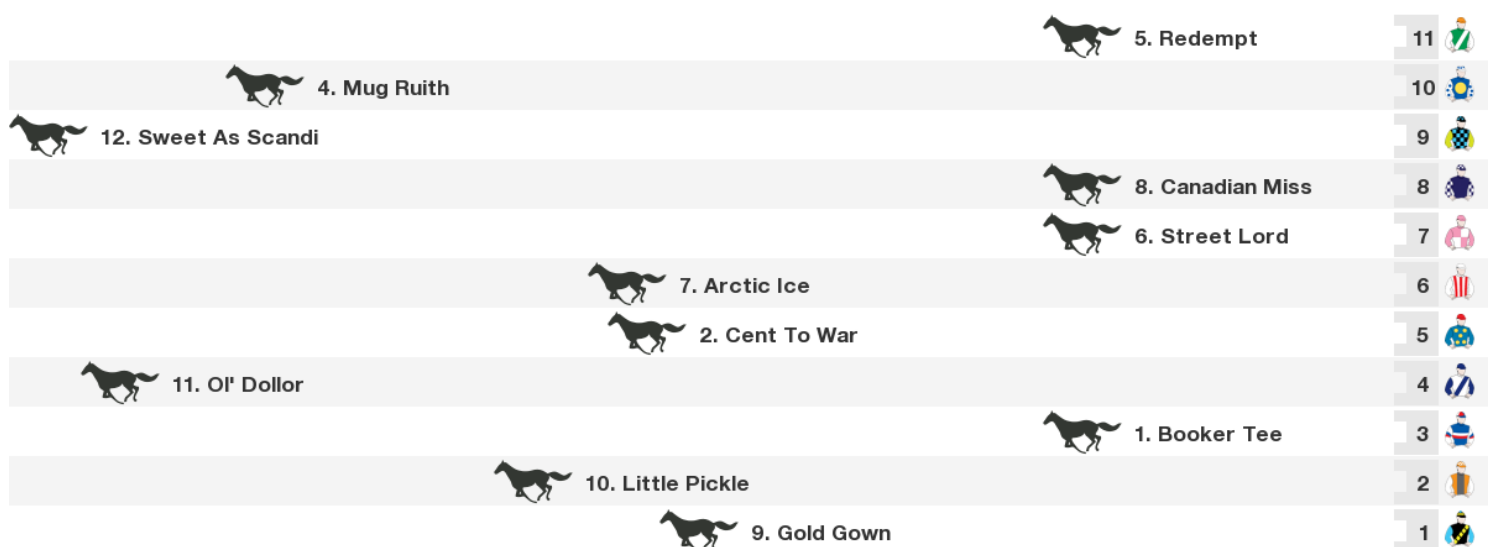 5. Redempt 11
4. Mug Ruith 10
12. Sweet As Scandi 9
8. Canadian Miss 8
6. Street Lord 7
7. Arctic Ice 6
2. Cent To War 5
11. Ol' Dollor 4
1. Booker Tee 3
10. Little Pickle 2
9. Gold Gown 1